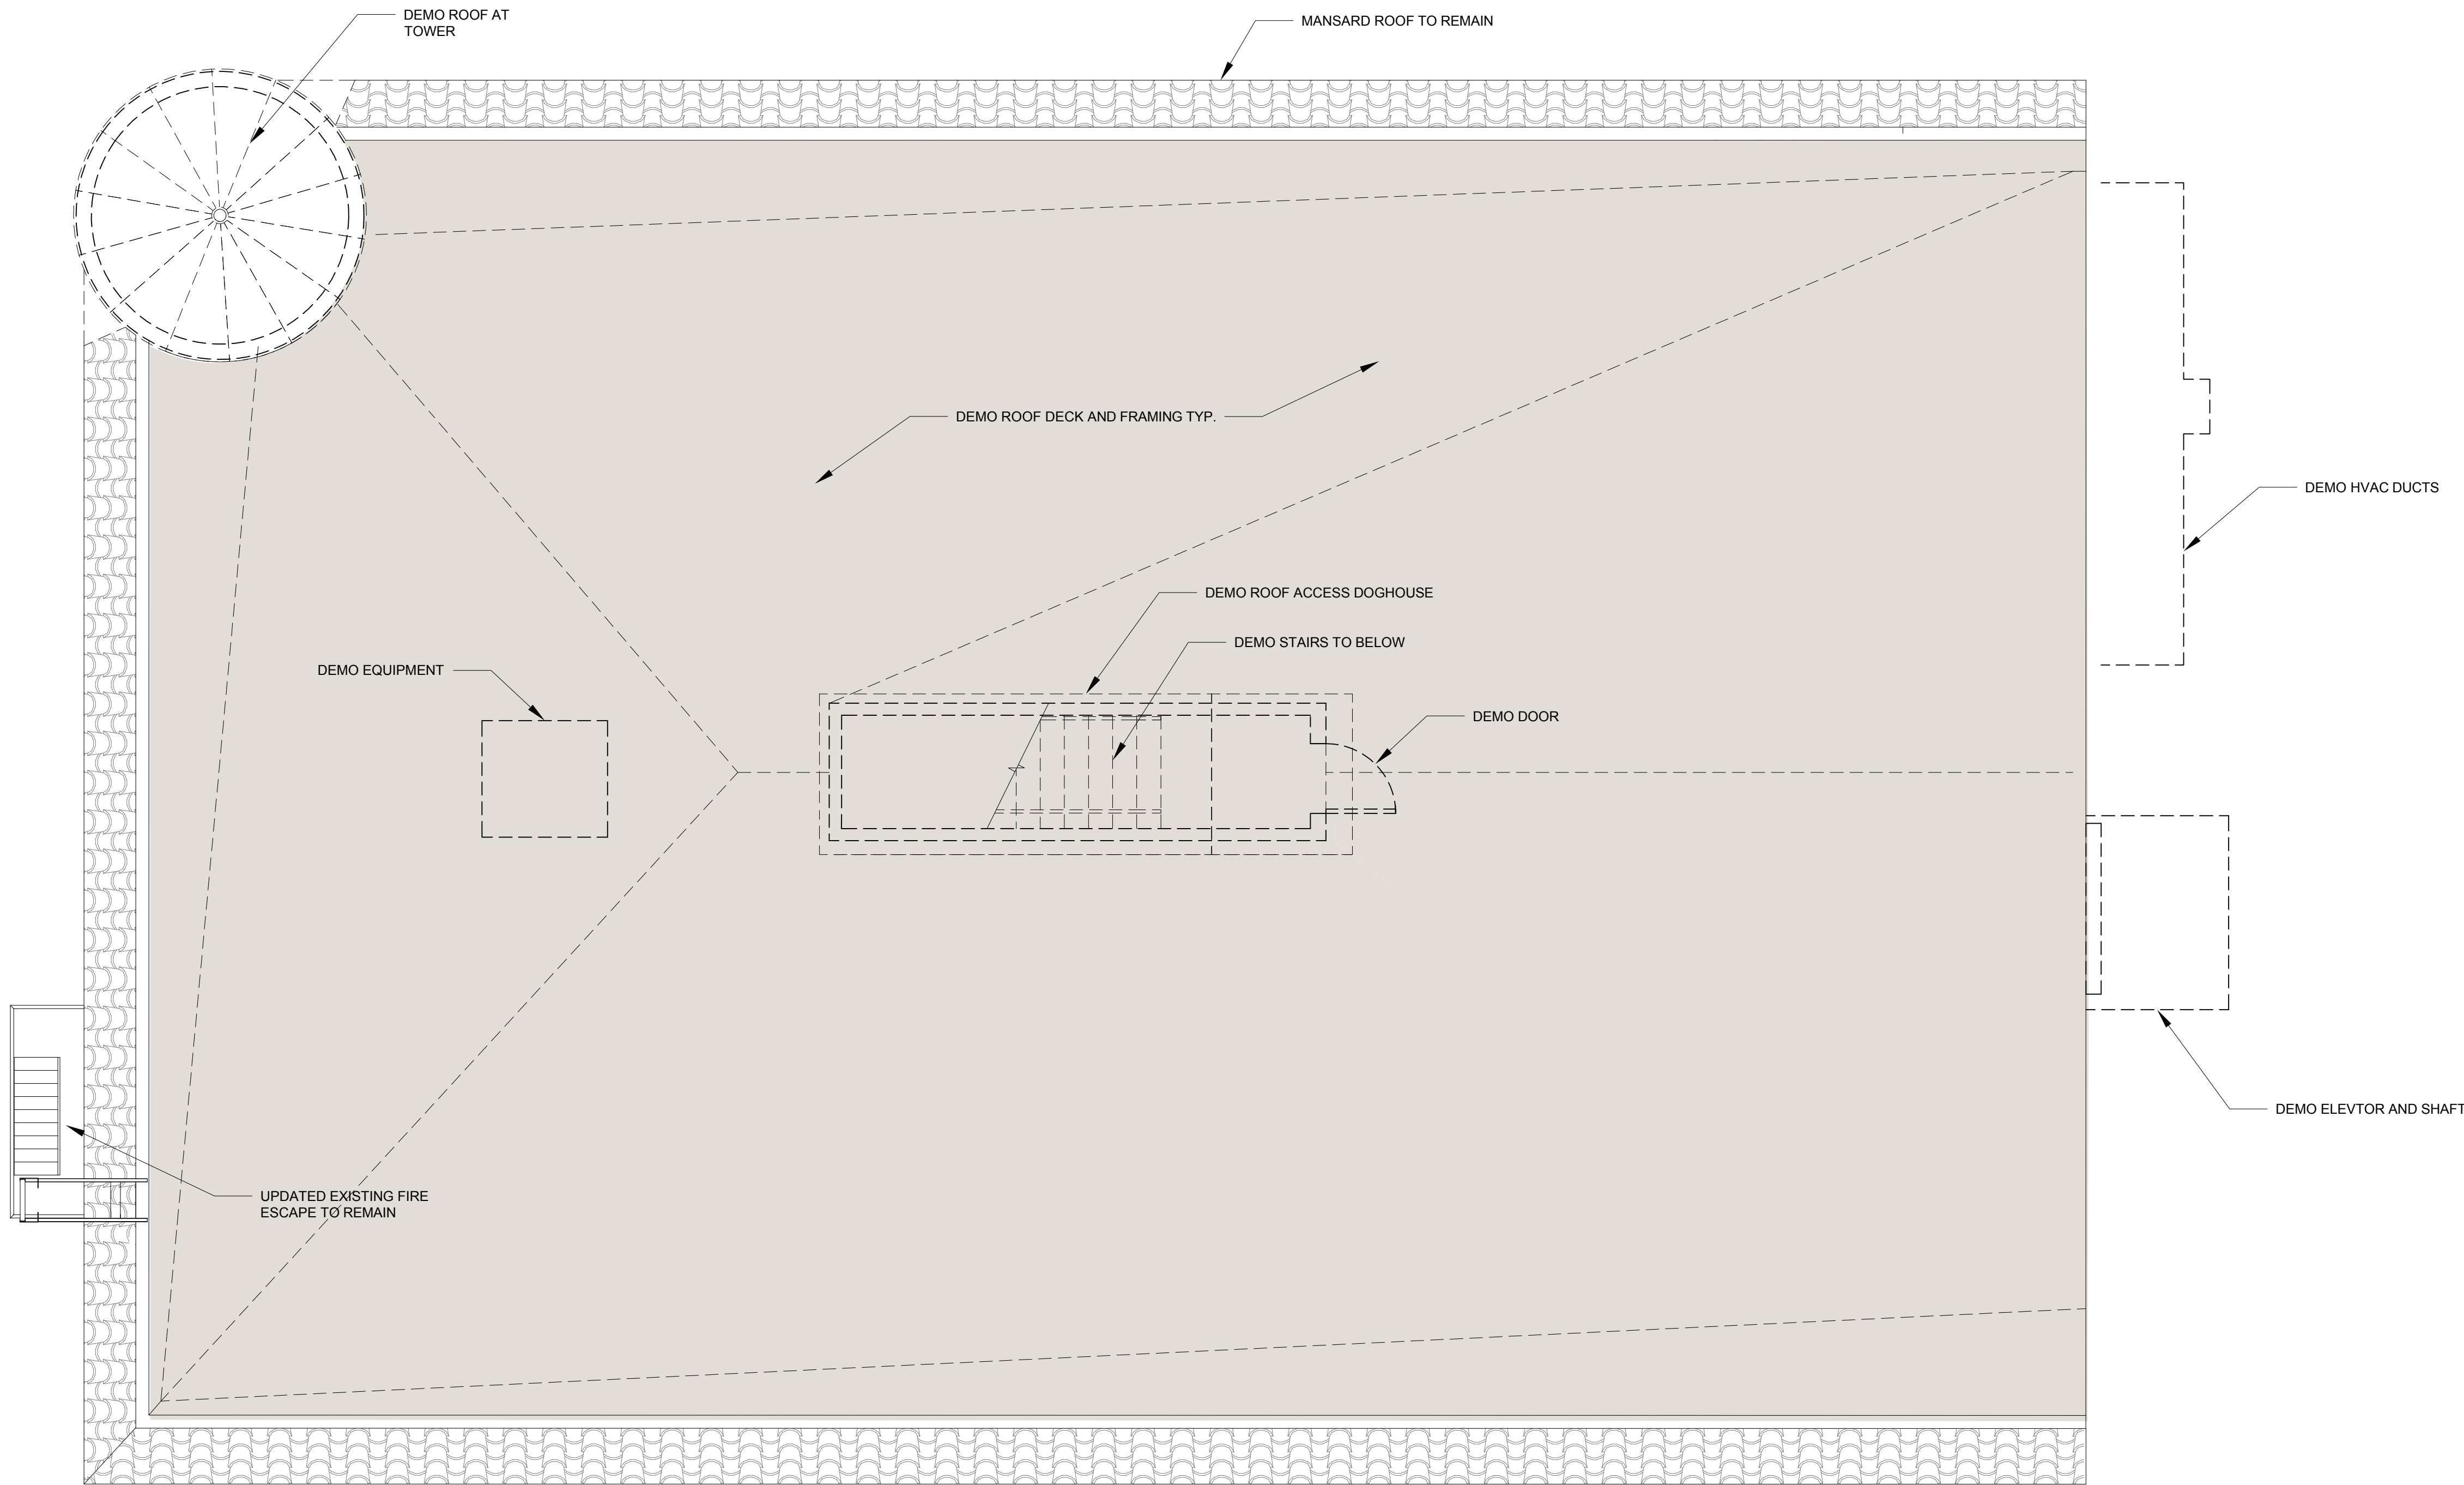 DEMO ROOF AT
TOWER
MANSARD ROOF TO REMAIN
DEMO ROOF DECK AND FRAMING TYP.
DEMO HVAC DUCTS
DEMO ROOF ACCESS DOGHOUSE
DEMO STAIRS TO BELOW
DEMO EQUIPMENT
DEMO DOOR
DEMO ELEVTOR AND SHAFT
UPDATED EXISTING FIRE
ESCAPE TO REMAIN